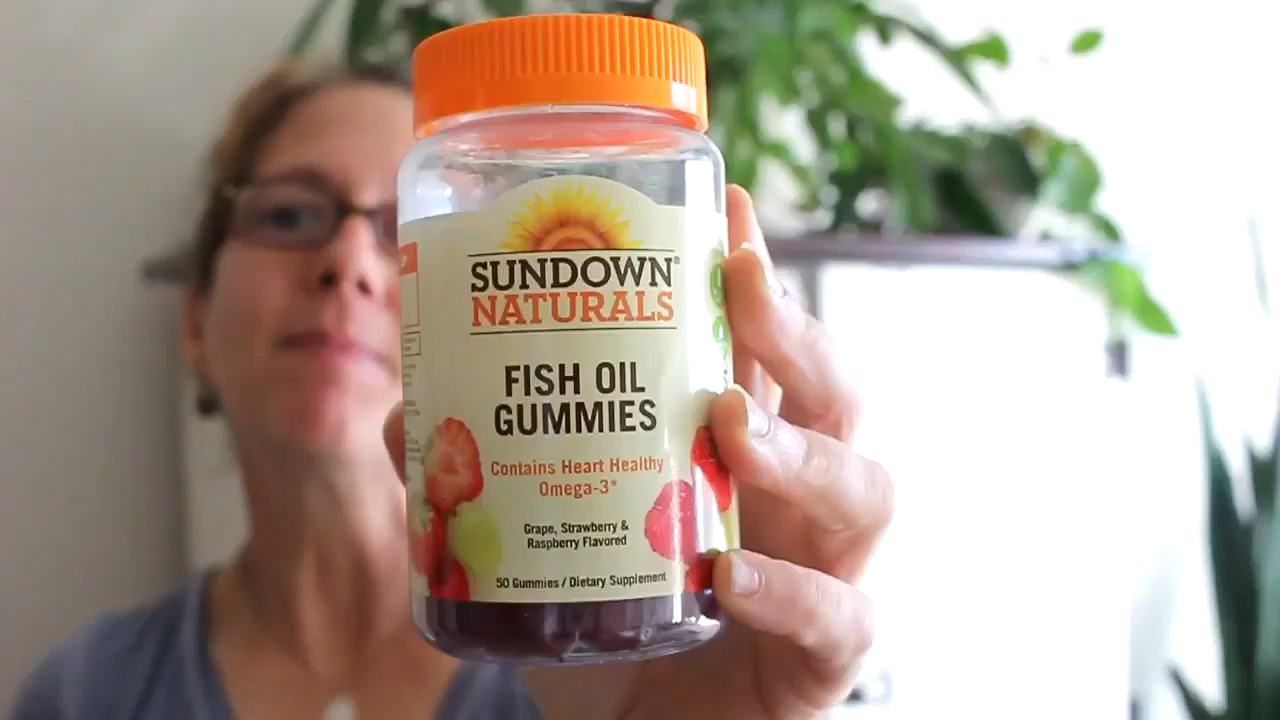 SUNDOWN®
NATURALS
FISH OIL
GUMMIES
Contains Heart Healthy
Omega-3*
Grape, Strawberry &
Raspberry Flavored
50 Gummies / Dietary Supplement